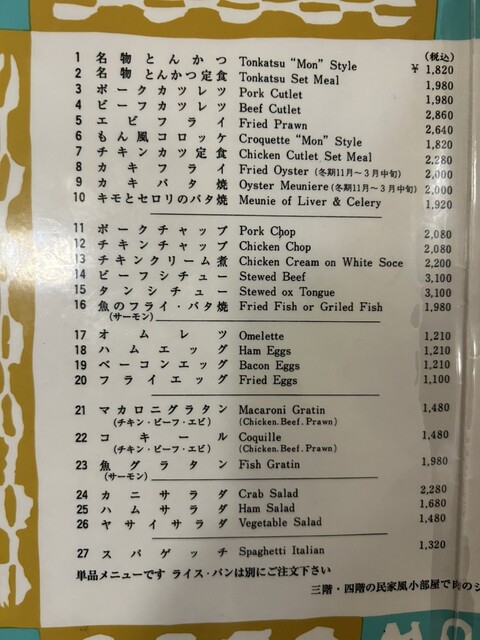 (税込)
1 名物とんかつ Tonkatsu "Mon" Style ¥ 1,820
2 名物とんかつ定食 Tonkatsu Set Meal 1,980
3 ポークカツレツ Pork Cutlet 1,980
4 ビーフカツレツ Beef Cutlet 2,860
5 エビフライ Fried Prawn 2,640
6 もん風コロッケ Croquette "Mon" Style 1,820
7 チキンカツ定食 Chicken Cutlet Set Meal 2,280
8 カキフライ Fried Oyster (冬期11月〜3月中旬) 2,000
9 カキバタ焼 Oyster Meuniere (冬期11月〜3月中旬) 2,000
10 キモとセロリのバタ焼 Meunie of Liver & Celery 1,920
11 ポークチャップ Pork Chop 2,080
12 チキンチャップ Chicken Chop 2,080
13 チキンクリーム煮 Chicken Cream on White Soce 2,200
14 ビーフシチュー Stewed Beef 3,100
15 タンシチュー Stewed ox Tongue 3,100
16 魚のフライ・バタ焼 Fried Fish or Griled Fish 1,980
(サーモン)
17 オムレツ Omelette 1,210
18 ハムエッグ Ham Eggs 1,210
19 ベーコンエッグ Bacon Eggs 1,210
20 フライエッグ Fried Eggs 1,100
21 マカロニグラタン Macaroni Gratin 1,480
(チキン・ビーフ・エビ) (Chicken. Beef. Prawn)
22 コキール Coquille 1,480
(チキン・ビーフ・エビ) (Chicken. Beef. Prawn)
23 魚グラタン Fish Gratin 1,980
(サーモン)
24 カニサラダ Crab Salad 2,280
25 ハムサラダ Ham Salad 1,680
26 ヤサイサラダ Vegetable Salad 1,480
27 スパゲッチ Spaghetti Italian 1,320
単品メニューです ライス・パンは別にご注文下さい
三階・四階の民家風小部屋で肉のシ